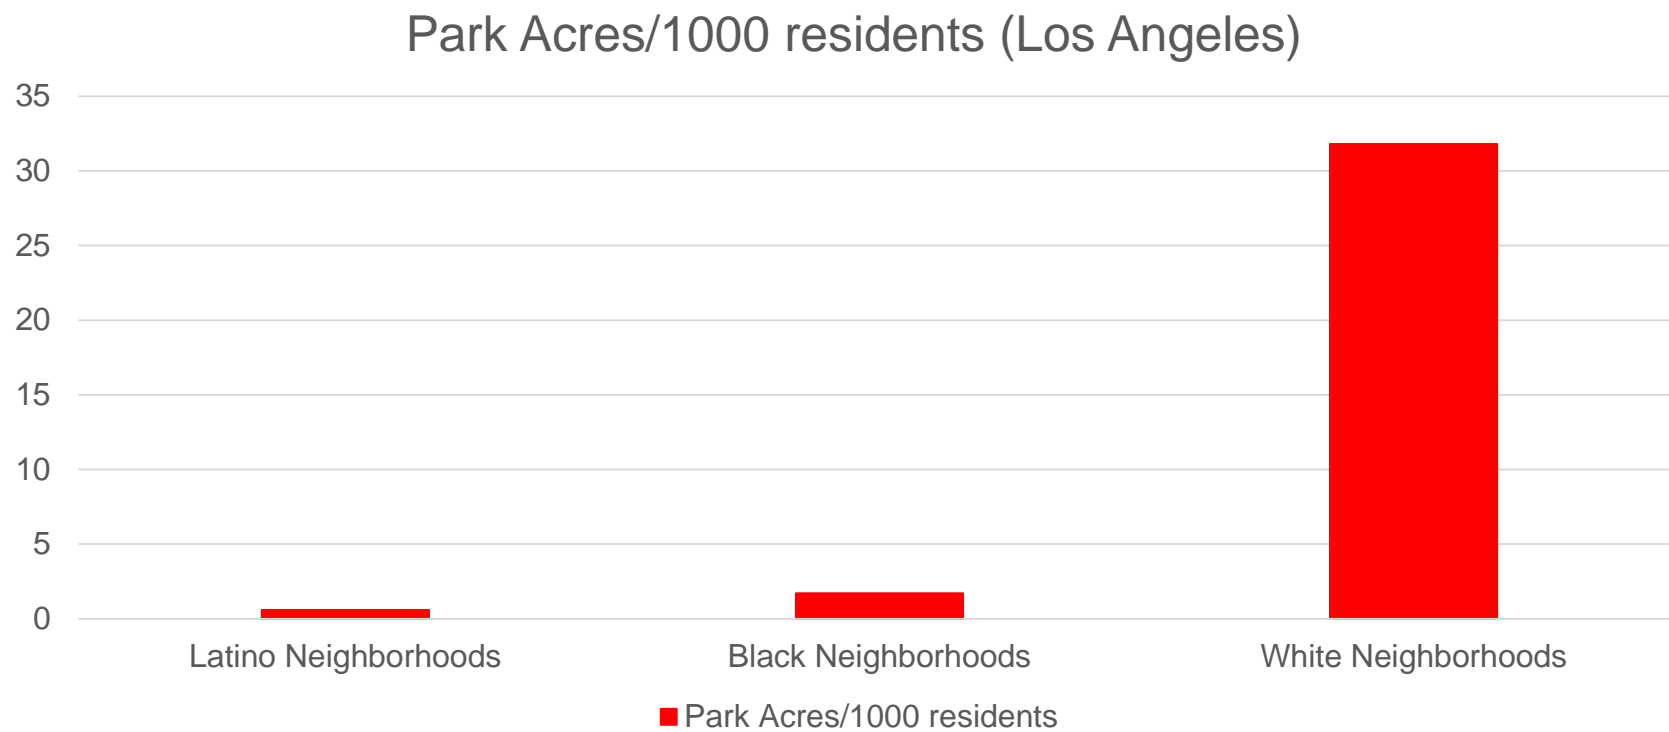 Park Acres/1000 residents (Los Angeles)
35
30
25
20
15
10
5
0
Latino Neighborhoods
Black Neighborhoods
White Neighborhoods
Park Acres/1000 residents